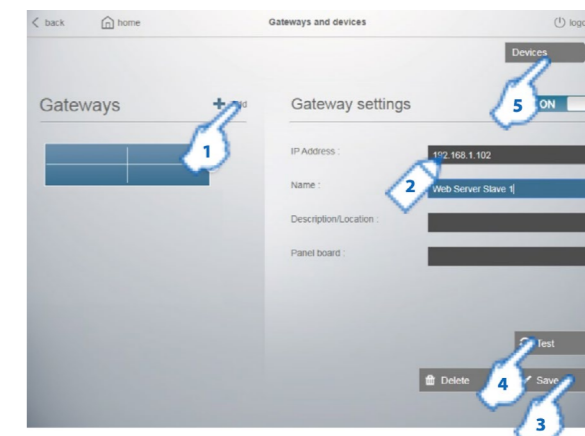 < back home Gateways and devices
Devices
Gateways + Gateway settings ON
5
1
IP Address : 192.168.1.102
2
Name : Web Server Slave 1
Description/Location :
Panel board :
Test
Delete 4 Save
3